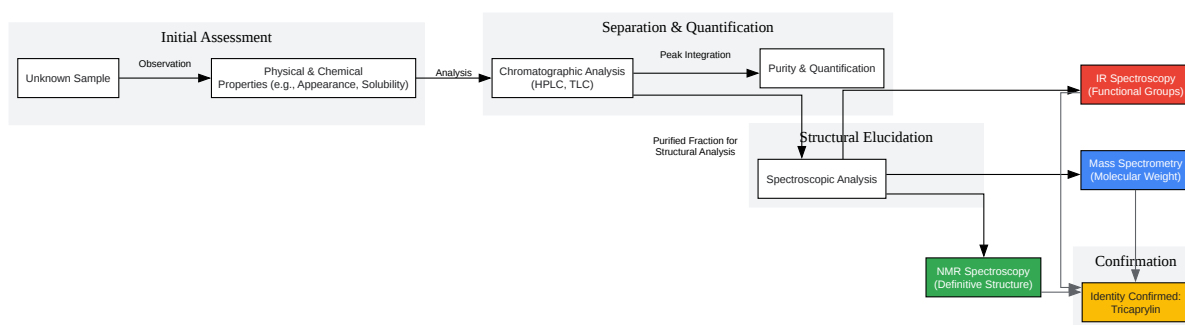 Initial Assessment
Unknown Sample
Observation
Physical & Chemical
Properties (e.g., Appearance, Solubility)
Analysis
Separation & Quantification
Chromatographic Analysis
(HPLC, TLC)
Peak Integration
Purity & Quantification
Purified Fraction for
Structural Analysis
Structural Elucidation
Spectroscopic Analysis
IR Spectroscopy
(Functional Groups)
Mass Spectrometry
(Molecular Weight)
NMR Spectroscopy
(Definitive Structure)
Confirmation
Identity Confirmed:
Tricaprylin